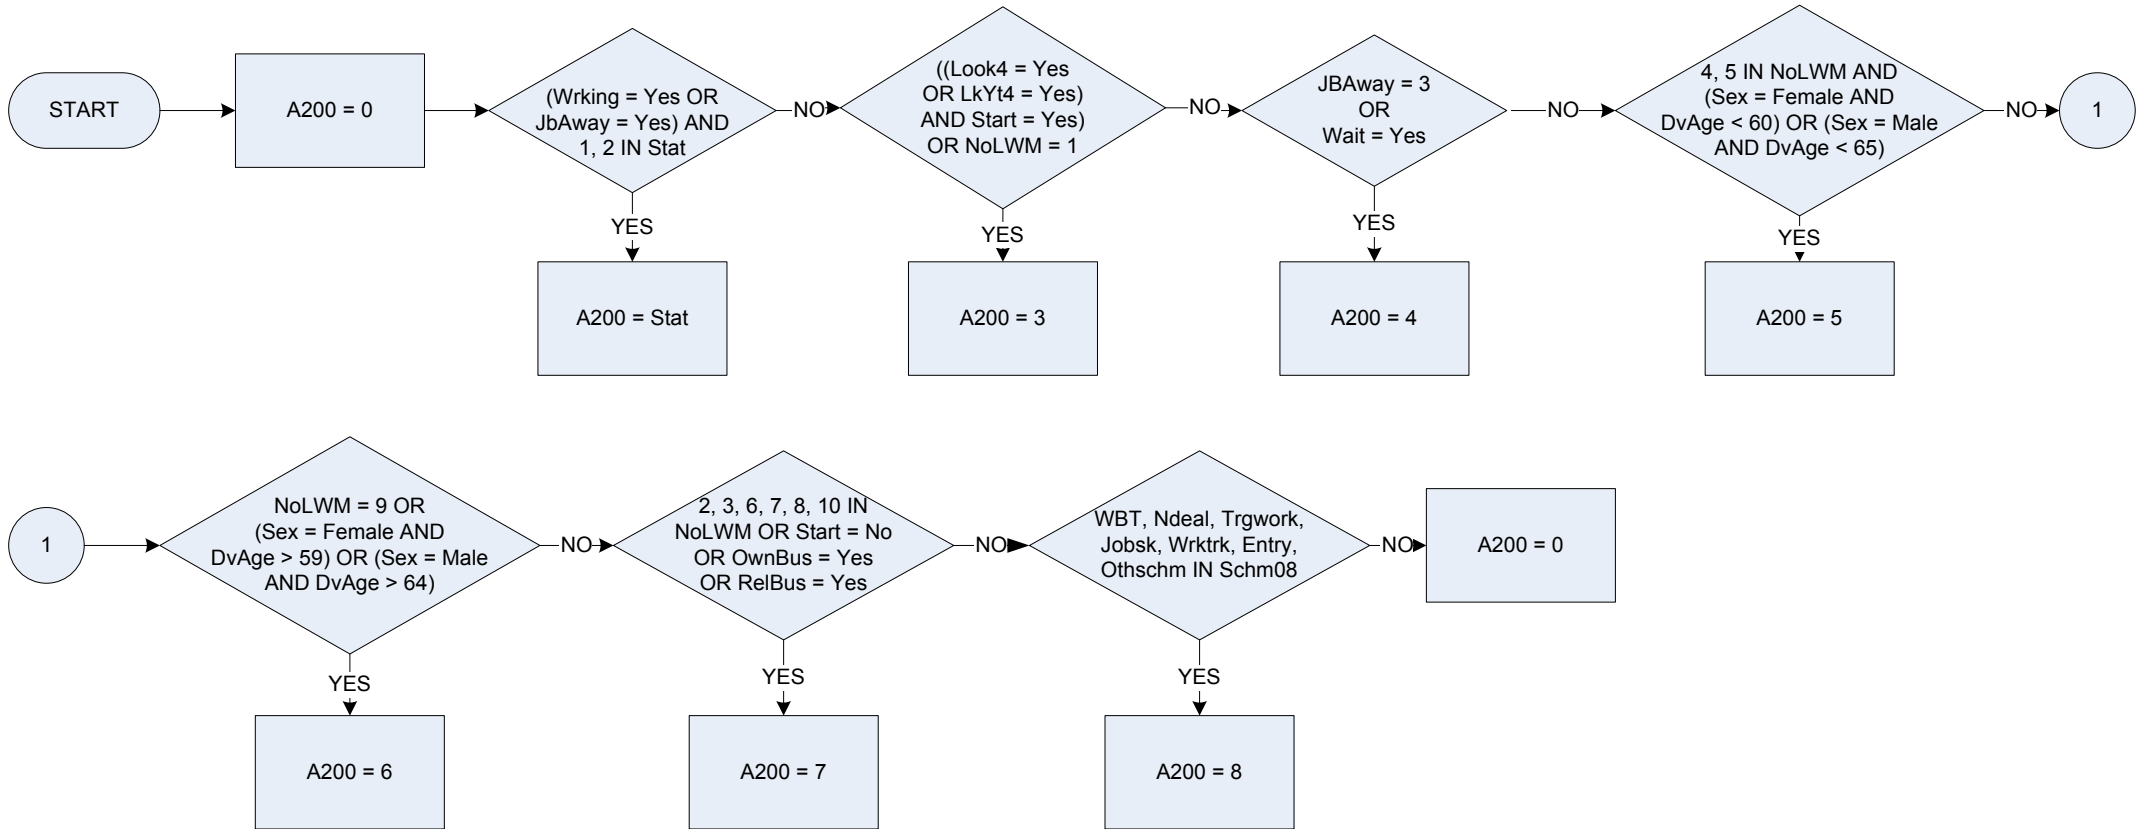 START
A200 = 0
(Wrking = Yes OR
JbAway = Yes) AND
1, 2 IN Stat
NO
((Look4 = Yes
OR LkYt4 = Yes)
AND Start = Yes)
OR NoLWM = 1
NO
JBAway = 3
OR
Wait = Yes
NO
4, 5 IN NoLWM AND
(Sex = Female AND
DvAge < 60) OR (Sex = Male
AND DvAge < 65)
NO
1
YES
YES
YES
YES
A200 = Stat
A200 = 3
A200 = 4
A200 = 5
1
NoLWM = 9 OR
(Sex = Female AND
DvAge > 59) OR (Sex = Male
AND DvAge > 64)
NO
2, 3, 6, 7, 8, 10 IN
NoLWM OR Start = No
OR OwnBus = Yes
OR RelBus = Yes
NO
WBT, Ndeal, Trgwork,
Jobsk, Wrktrk, Entry,
Othschm IN Schm08
NO
A200 = 0
YES
YES
YES
A200 = 6
A200 = 7
A200 = 8